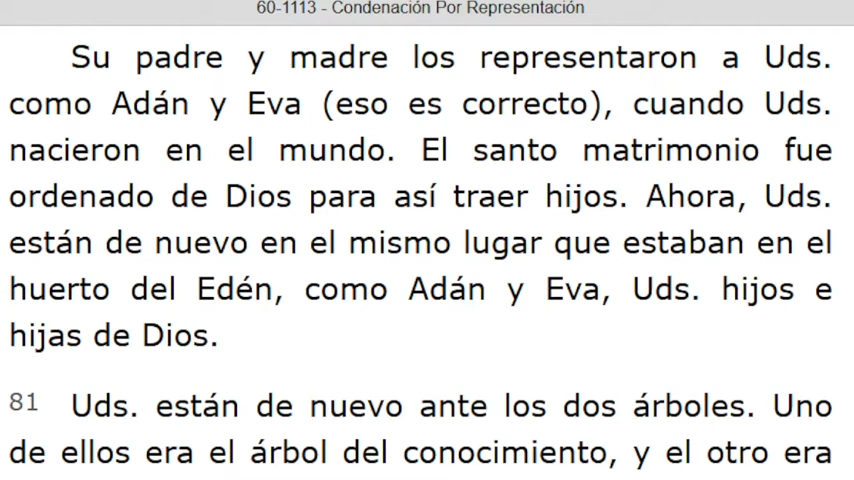 60-1113 - Condenación Por Representación
Su padre y madre los representaron a Uds.
como Adán y Eva (eso es correcto), cuando Uds.
nacieron en el mundo. El santo matrimonio fue
ordenado de Dios para así traer hijos. Ahora, Uds.
están de nuevo en el mismo lugar que estaban en el
huerto del Edén, como Adán y Eva, Uds. hijos e
hijas de Dios.
81 Uds. están de nuevo ante los dos árboles. Uno
de ellos era el árbol del conocimiento, y el otro era